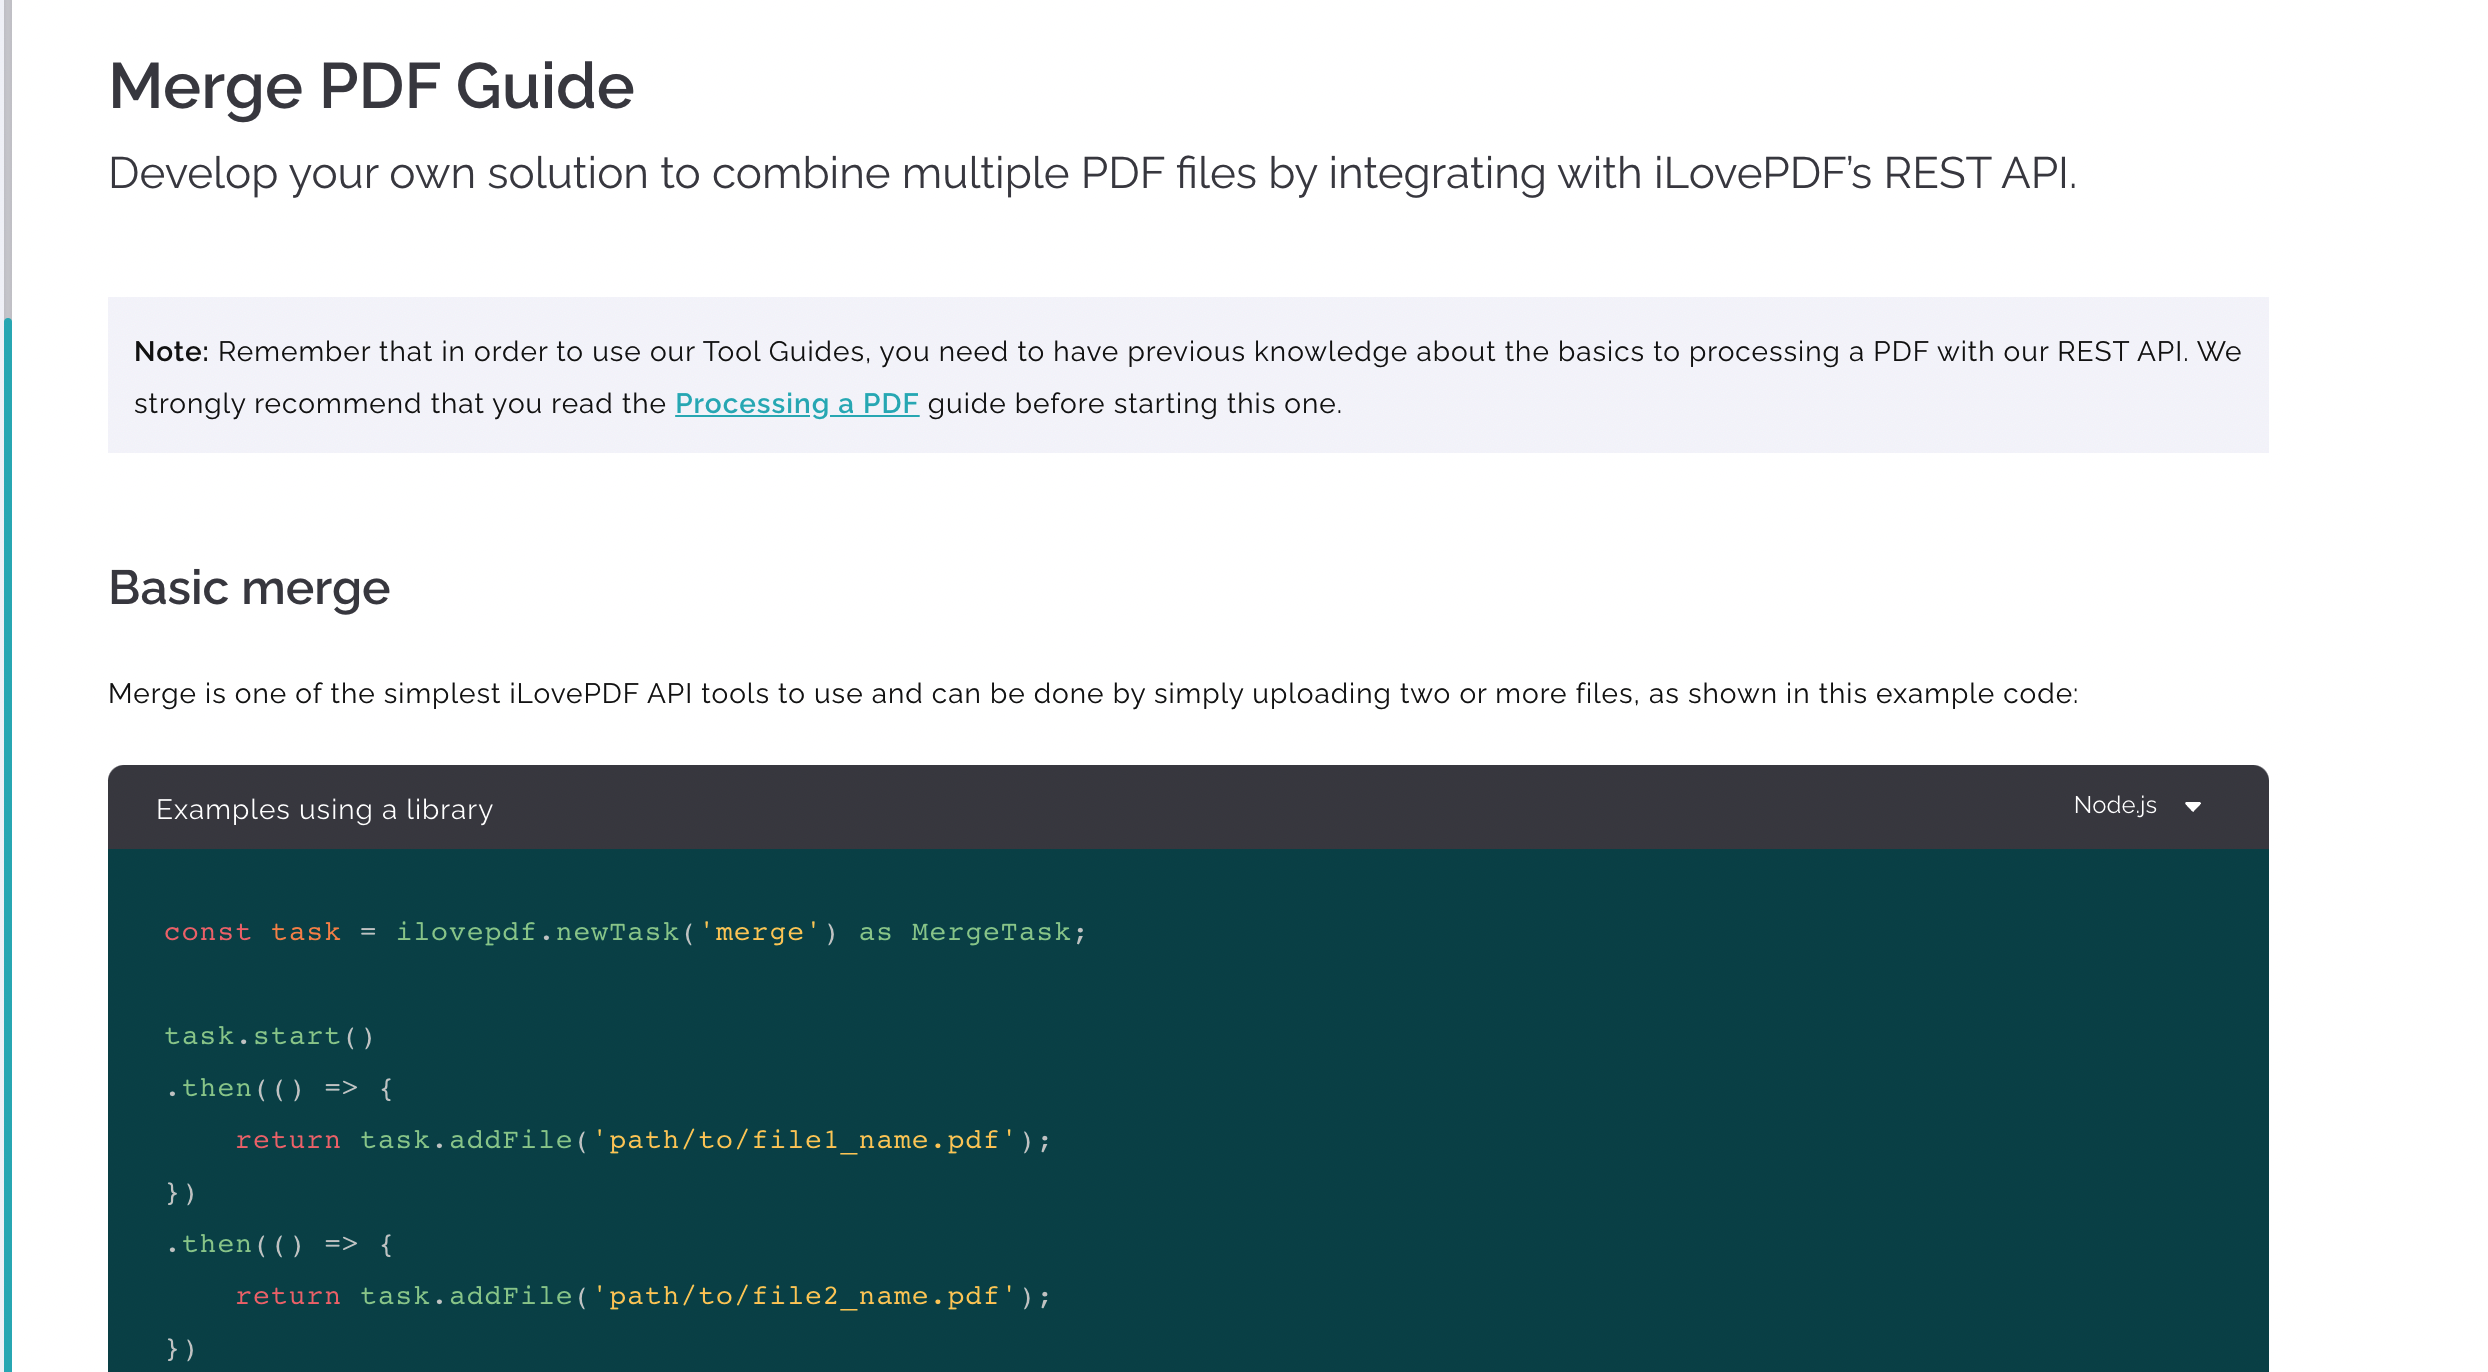 Merge PDF Guide
Develop your own solution to combine multiple PDF files by integrating with iLovePDF’s REST API.
Note: Remember that in order to use our Tool Guides, you need to have previous knowledge about the basics to processing a PDF with our REST API. We
strongly recommend that you read the Processing a PDF guide before starting this one.
Basic merge
Merge is one of the simplest iLovePDF API tools to use and can be done by simply uploading two or more files, as shown in this example code:
Examples using a library
Node.js
const task = ilovepdf.newTask('merge') as MergeTask;
task.start()
.then(() => {
    return task.addFile('path/to/file1_name.pdf');
})
.then(() => {
    return task.addFile('path/to/file2_name.pdf');
})